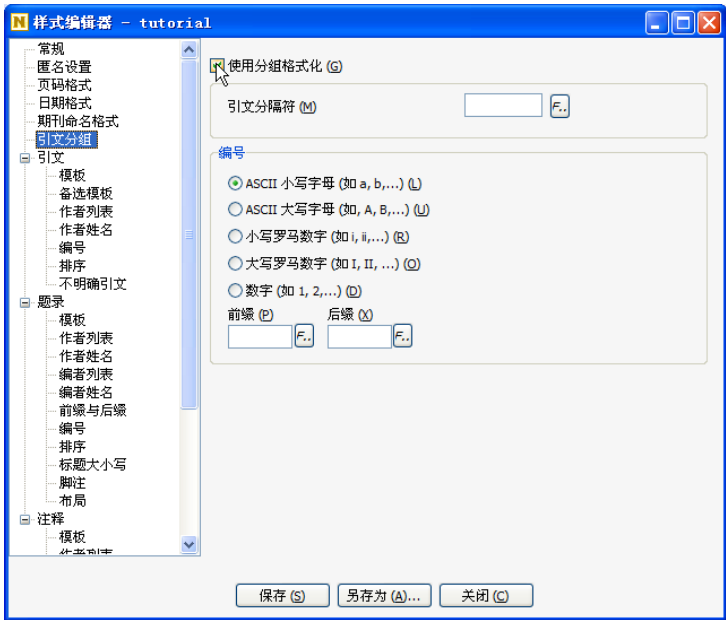 样式编辑器 - tutorial
常规
匿名设置
页码格式
日期格式
期刊命名格式
引文分组
引文
模板
备选模板
作者列表
作者姓名
编号
排序
不明确引文
题录
模板
作者列表
作者姓名
编者列表
编者姓名
前缀与后缀
编号
排序
标题大小写
脚注
布局
注释
模板
作者列表
使用分组格式化 (G)
引文分隔符 (M)
F..
编号
ASCII 小写字母 (如 a, b,...) (L)
ASCII 大写字母 (如, A, B,...) (U)
小写罗马数字 (如 i, ii,...) (R)
大写罗马数字 (如 I, II, ...) (O)
数字 (如 1, 2,...) (D)
前缀 (P) 后缀 (X)
F.. F..
保存 (S) 另存为 (A)... 关闭 (C)